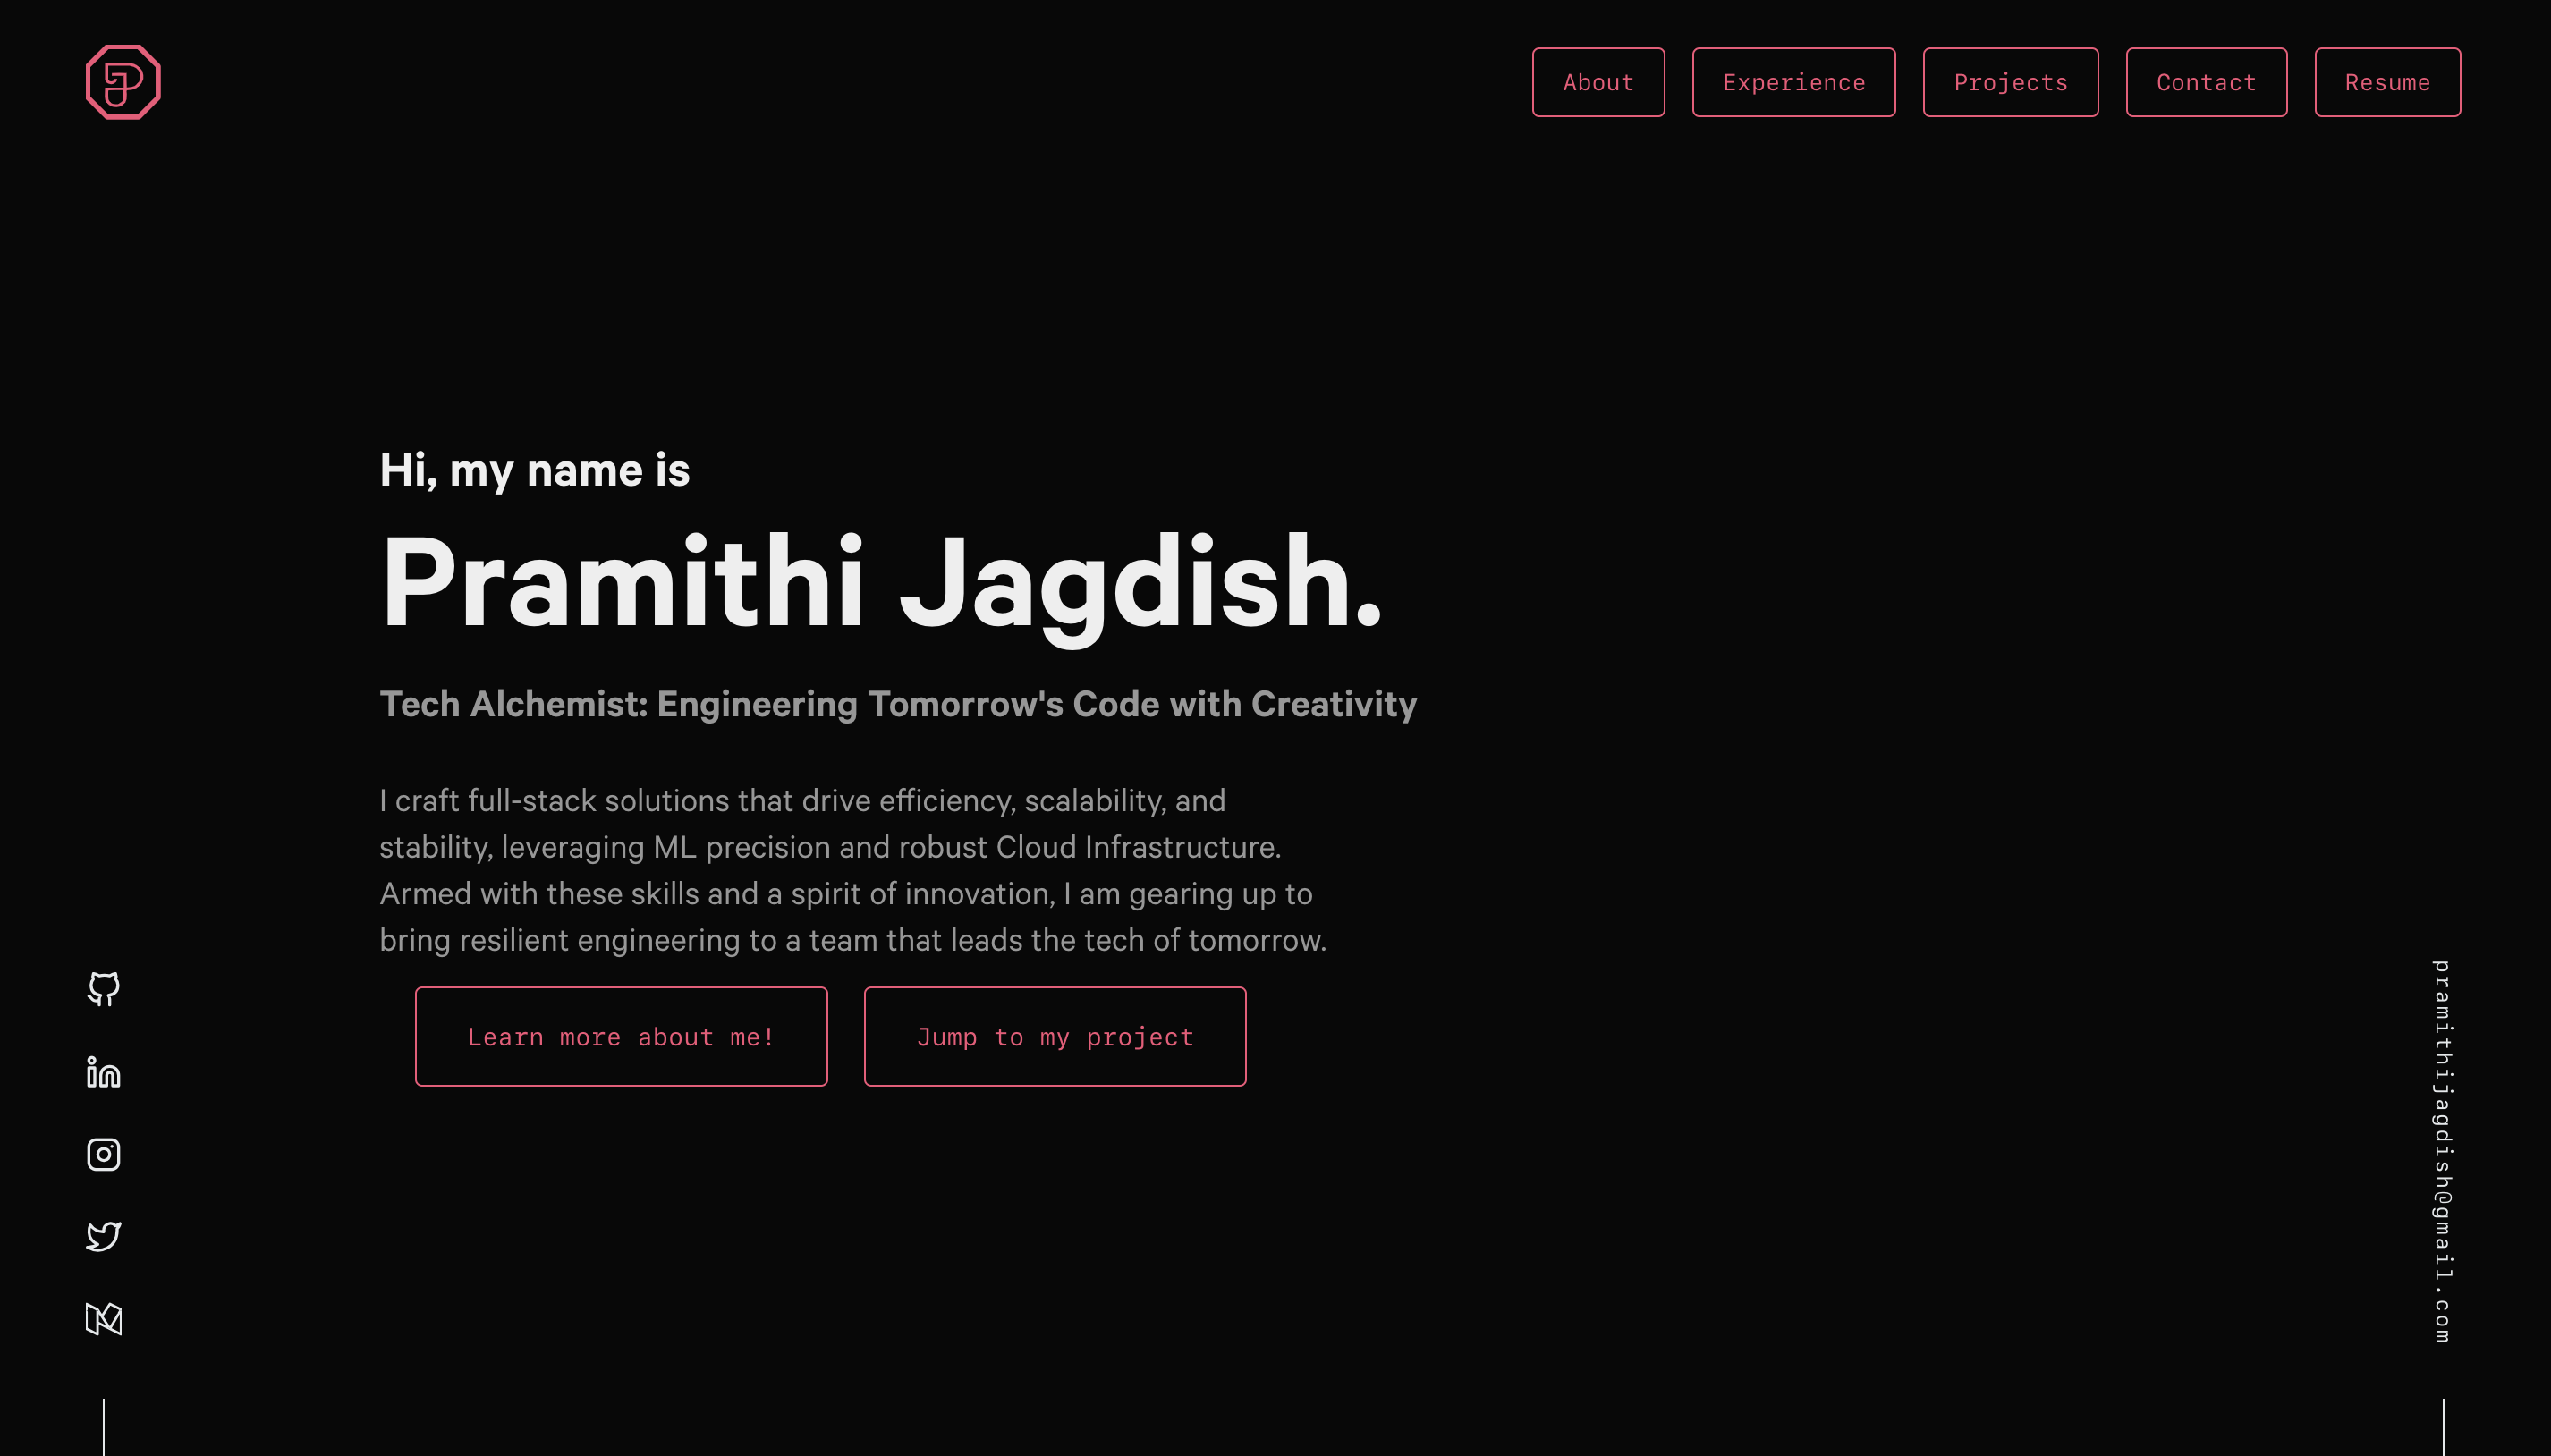 About
Experience
Projects
Contact
Resume
Hi, my name is
Pramithi Jagdish.
Tech Alchemist: Engineering Tomorrow's Code with Creativity
I craft full-stack solutions that drive efficiency, scalability, and
stability, leveraging ML precision and robust Cloud Infrastructure.
Armed with these skills and a spirit of innovation, I am gearing up to
bring resilient engineering to a team that leads the tech of tomorrow.
Learn more about me!
Jump to my project
pramithijagdish@gmail.com